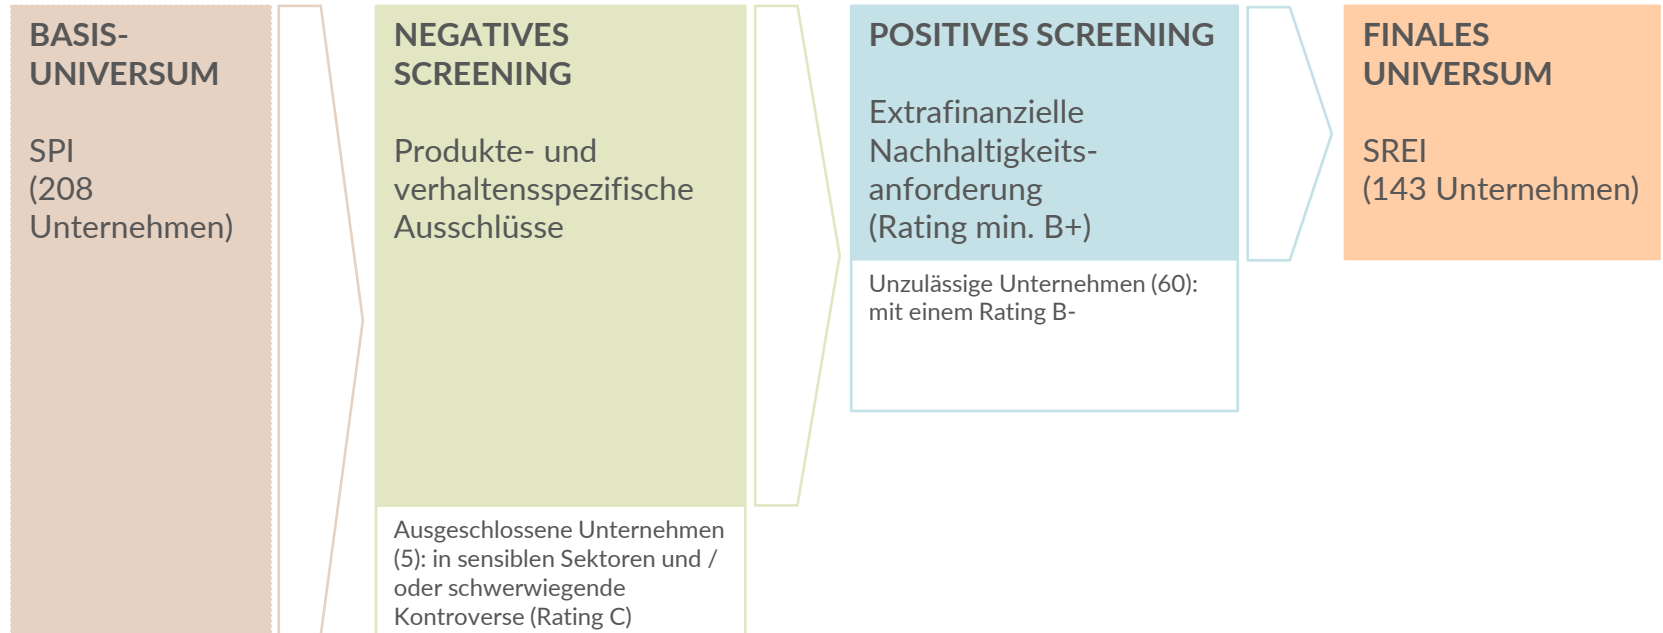 BASIS-
UNIVERSUM
SPI
(208
Unternehmen)
NEGATIVES
SCREENING
Produkte- und
verhaltensspezifische
Ausschlüsse
Ausgeschlossene Unternehmen
(5): in sensiblen Sektoren und /
oder schwerwiegende
Kontroverse (Rating C)
POSITIVES SCREENING
Extrafinanzielle
Nachhaltigkeits-
anforderung
(Rating min. B+)
Unzulässige Unternehmen (60):
mit einem Rating B-
FINALES
UNIVERSUM
SREI
(143 Unternehmen)